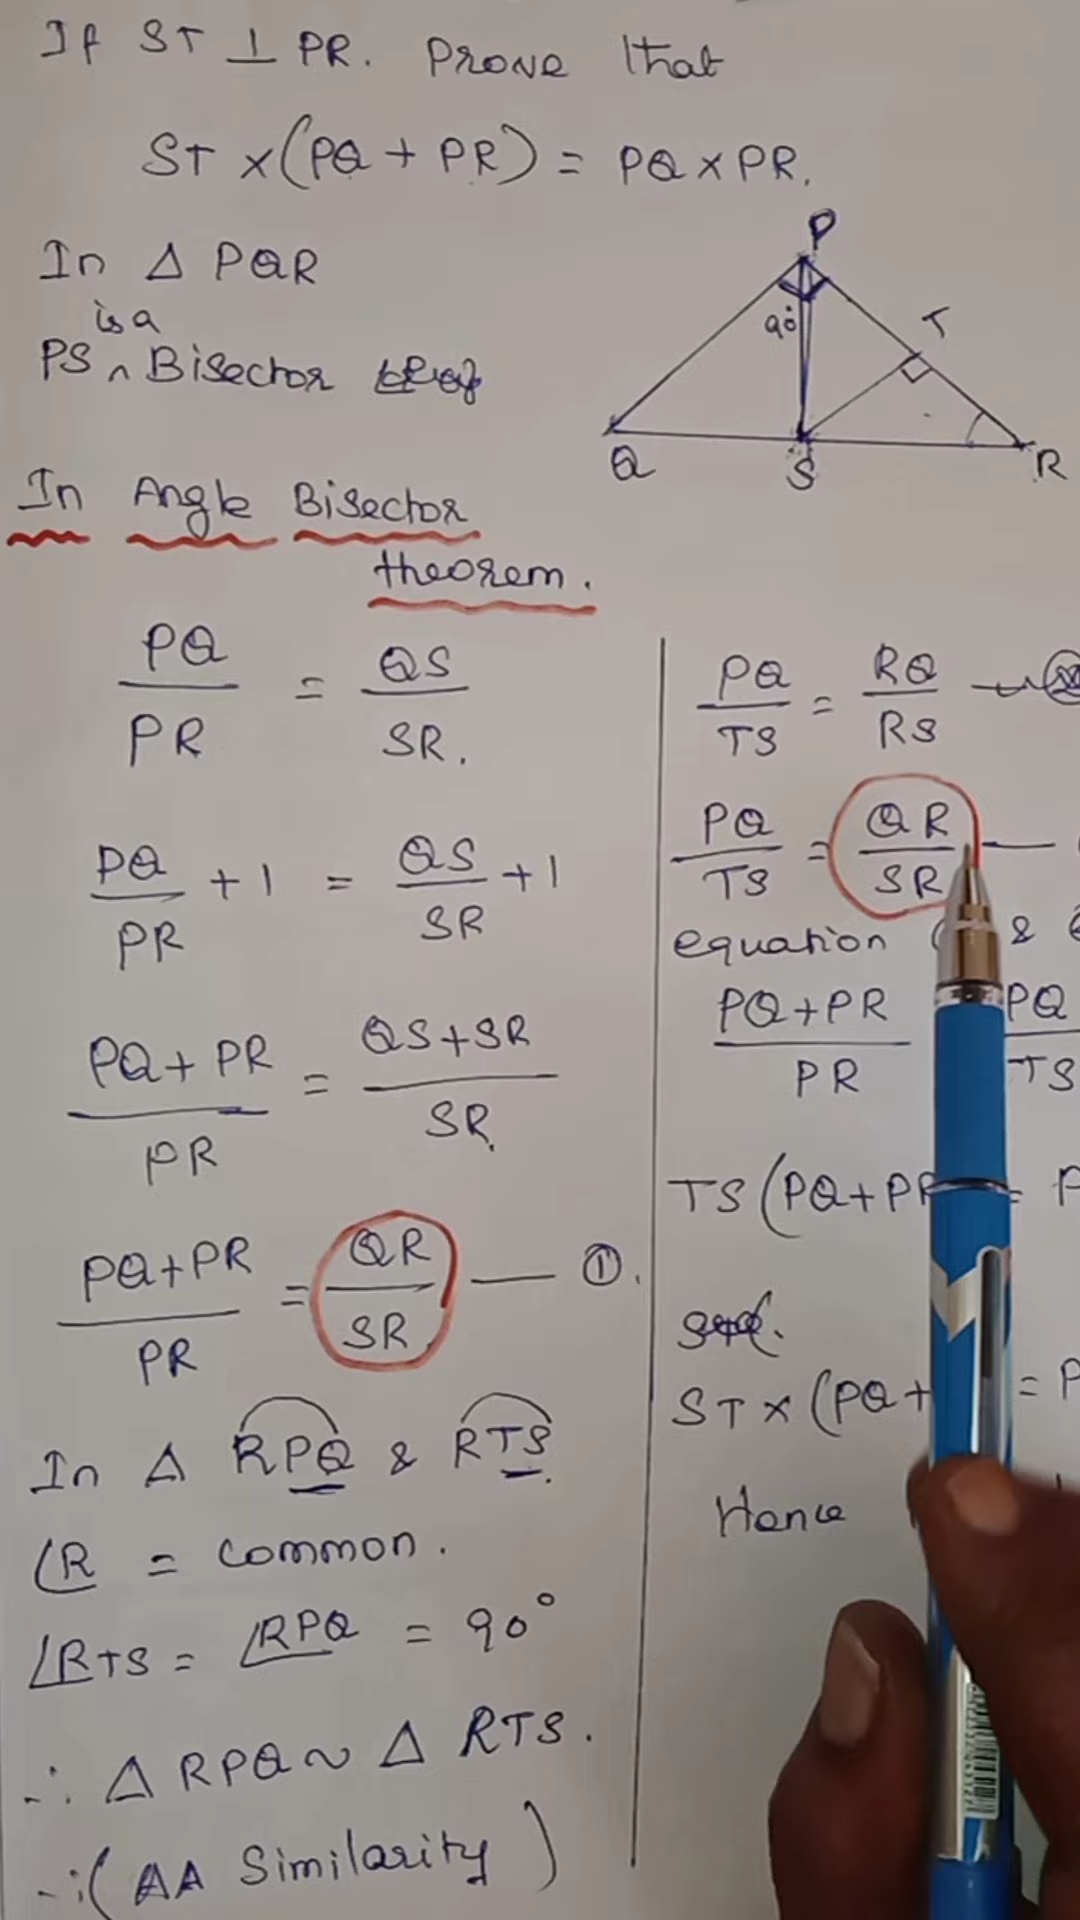 If ST ⊥ PR. Prove that
ST × (PQ + PR) = PQ × PR.
In Δ PQR
is a
PS ^ Bisector
P
90°
T
Q
S
R
In Angle Bisector
theorem.
PQ/PR = QS/SR.
PQ/PR + 1 = QS/SR + 1
PQ + PR/PR = QS + SR/SR
PQ + PR/PR = QR/SR — ①.
In Δ RPQ & RTS.
∠R = common.
∠RTS = ∠RPQ = 90°
∴ Δ RPQ ~ Δ RTS.
∴ (AA Similarity)
PQ/TS = RQ/RS
PQ/TS = QR/SR —
equation &
PQ + PR/PR PQ/TS
TS (PQ + PR =
ST × (PQ + =
Hence